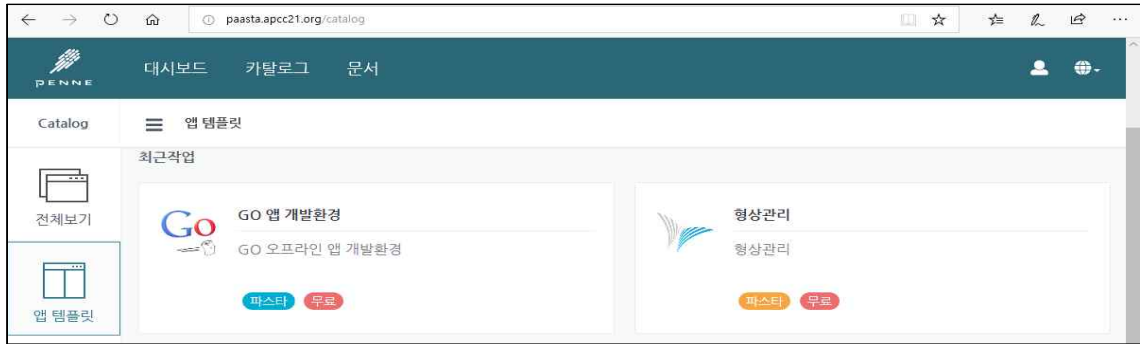 paasta.apcc21.org/catalog
PENNE
대시보드 카탈로그 문서
Catalog
앱 템플릿
최근작업
전체보기
앱 템플릿
Go
GO 앱 개발환경
GO 오프라인 앱 개발환경
파스타 무료
형상관리
형상관리
파스타 무료